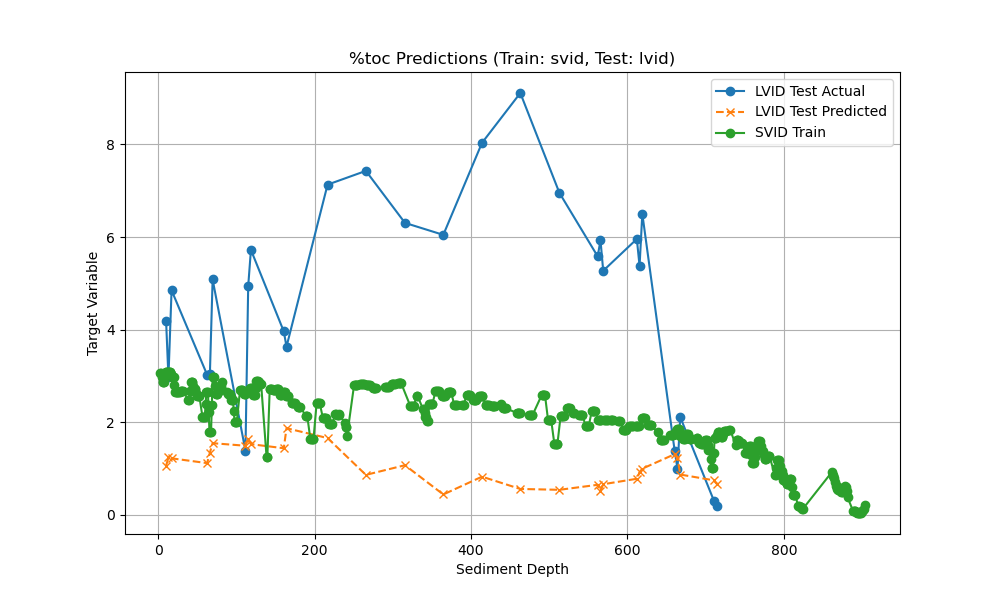 %toc Predictions (Train: svid, Test: lvid)
LVID Test Actual
LVID Test Predicted
SVID Train
Target Variable
8
6
4
2
0
0 200 400 600 800
Sediment Depth